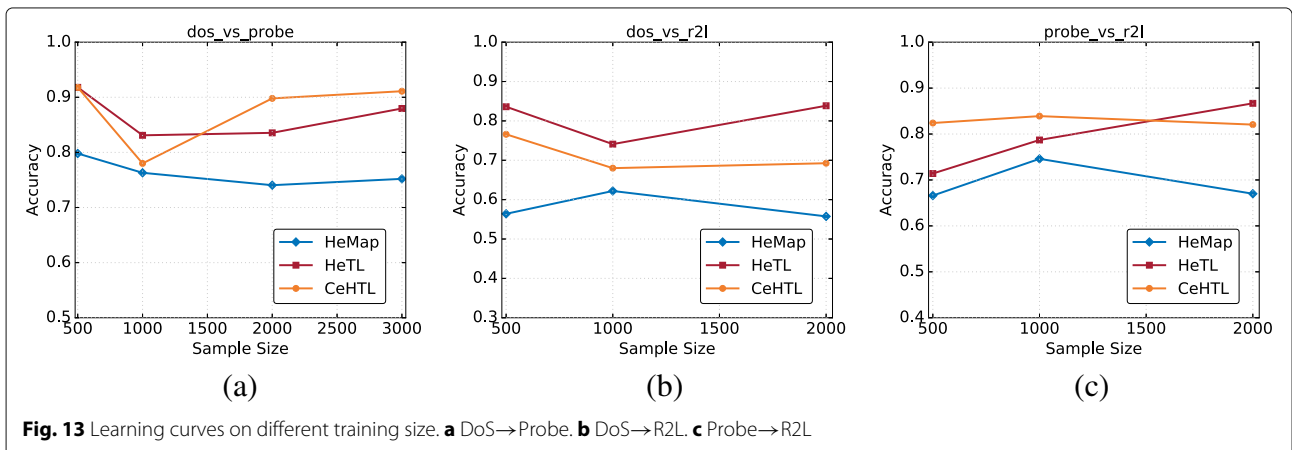 dos_vs_probe
1.0
0.9
0.8
0.7
0.6
0.5
Accuracy
HeMap
HeTL
CeHTL
500 1000 1500 2000 2500 3000
Sample Size
(a)
dos_vs_r2l
1.0
0.9
0.8
0.7
0.6
0.5
0.4
0.3
Accuracy
HeMap
HeTL
CeHTL
500 1000 1500 2000
Sample Size
(b)
probe_vs_r2l
1.0
0.9
0.8
0.7
0.6
0.5
0.4
Accuracy
HeMap
HeTL
CeHTL
500 1000 1500 2000
Sample Size
(c)
Fig. 13 Learning curves on different training size. a DoS→Probe. b DoS→R2L. c Probe→R2L